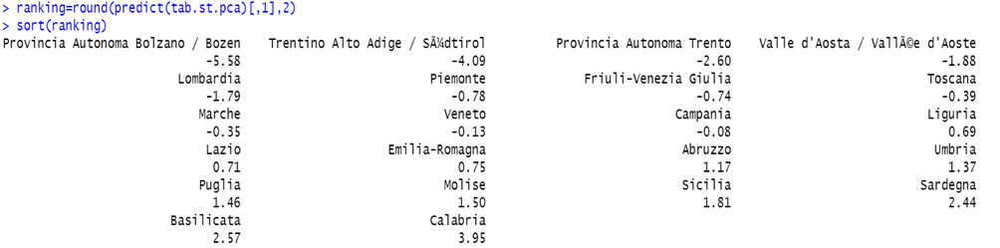 > ranking=round(predict(tab.st.pca)[,1],2)
> sort(ranking)
Provincia Autonoma Bolzano / Bozen Trentino Alto Adige / SÃ¼dtirol Provincia Autonoma Trento Valle d'Aosta / VallÃ©e d'Aoste
-5.58 -4.09 -2.60 -1.88
Lombardia Piemonte Friuli-Venezia Giulia Toscana
-1.79 -0.78 -0.74 -0.39
Marche Veneto Campania Liguria
-0.35 -0.13 -0.08 0.69
Lazio Emilia-Romagna Abruzzo Umbria
0.71 0.75 1.17 1.37
Puglia Molise Sicilia Sardegna
1.46 1.50 1.81 2.44
Basilicata Calabria
2.57 3.95